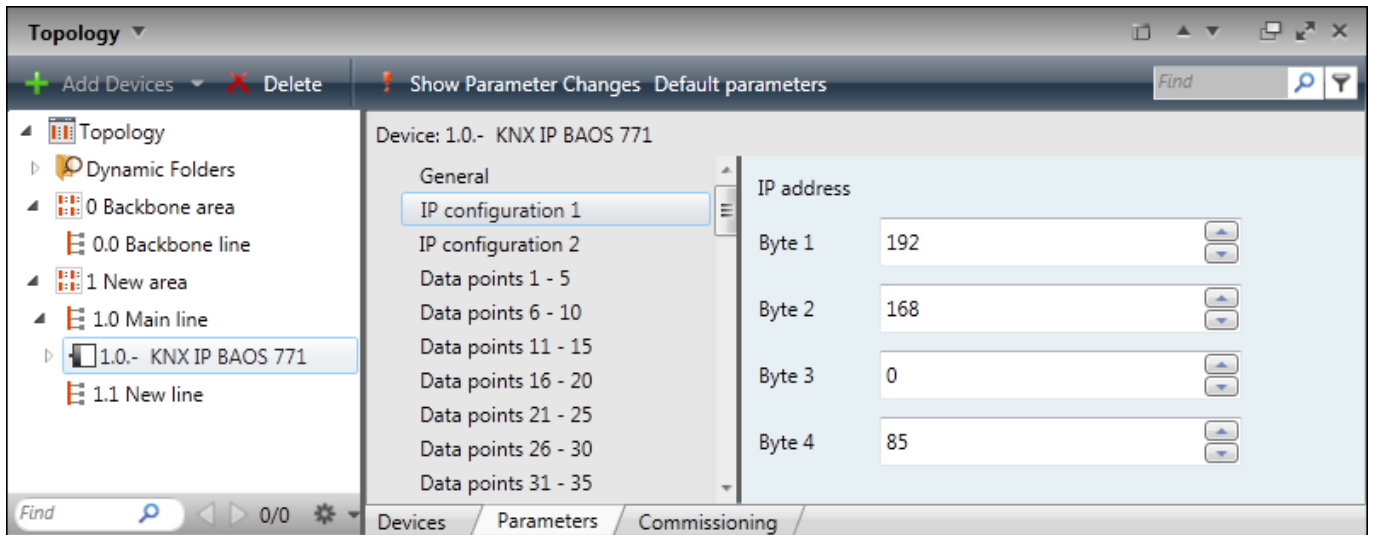 Topology
Add Devices Delete Show Parameter Changes Default parameters Find
Topology
Dynamic Folders
0 Backbone area
0.0 Backbone line
1 New area
1.0 Main line
1.0.- KNX IP BAOS 771
1.1 New line
Find 0/0
Device: 1.0.- KNX IP BAOS 771
General
IP configuration 1
IP configuration 2
Data points 1 - 5
Data points 6 - 10
Data points 11 - 15
Data points 16 - 20
Data points 21 - 25
Data points 26 - 30
Data points 31 - 35
IP address
Byte 1 192
Byte 2 168
Byte 3 0
Byte 4 85
Devices Parameters Commissioning